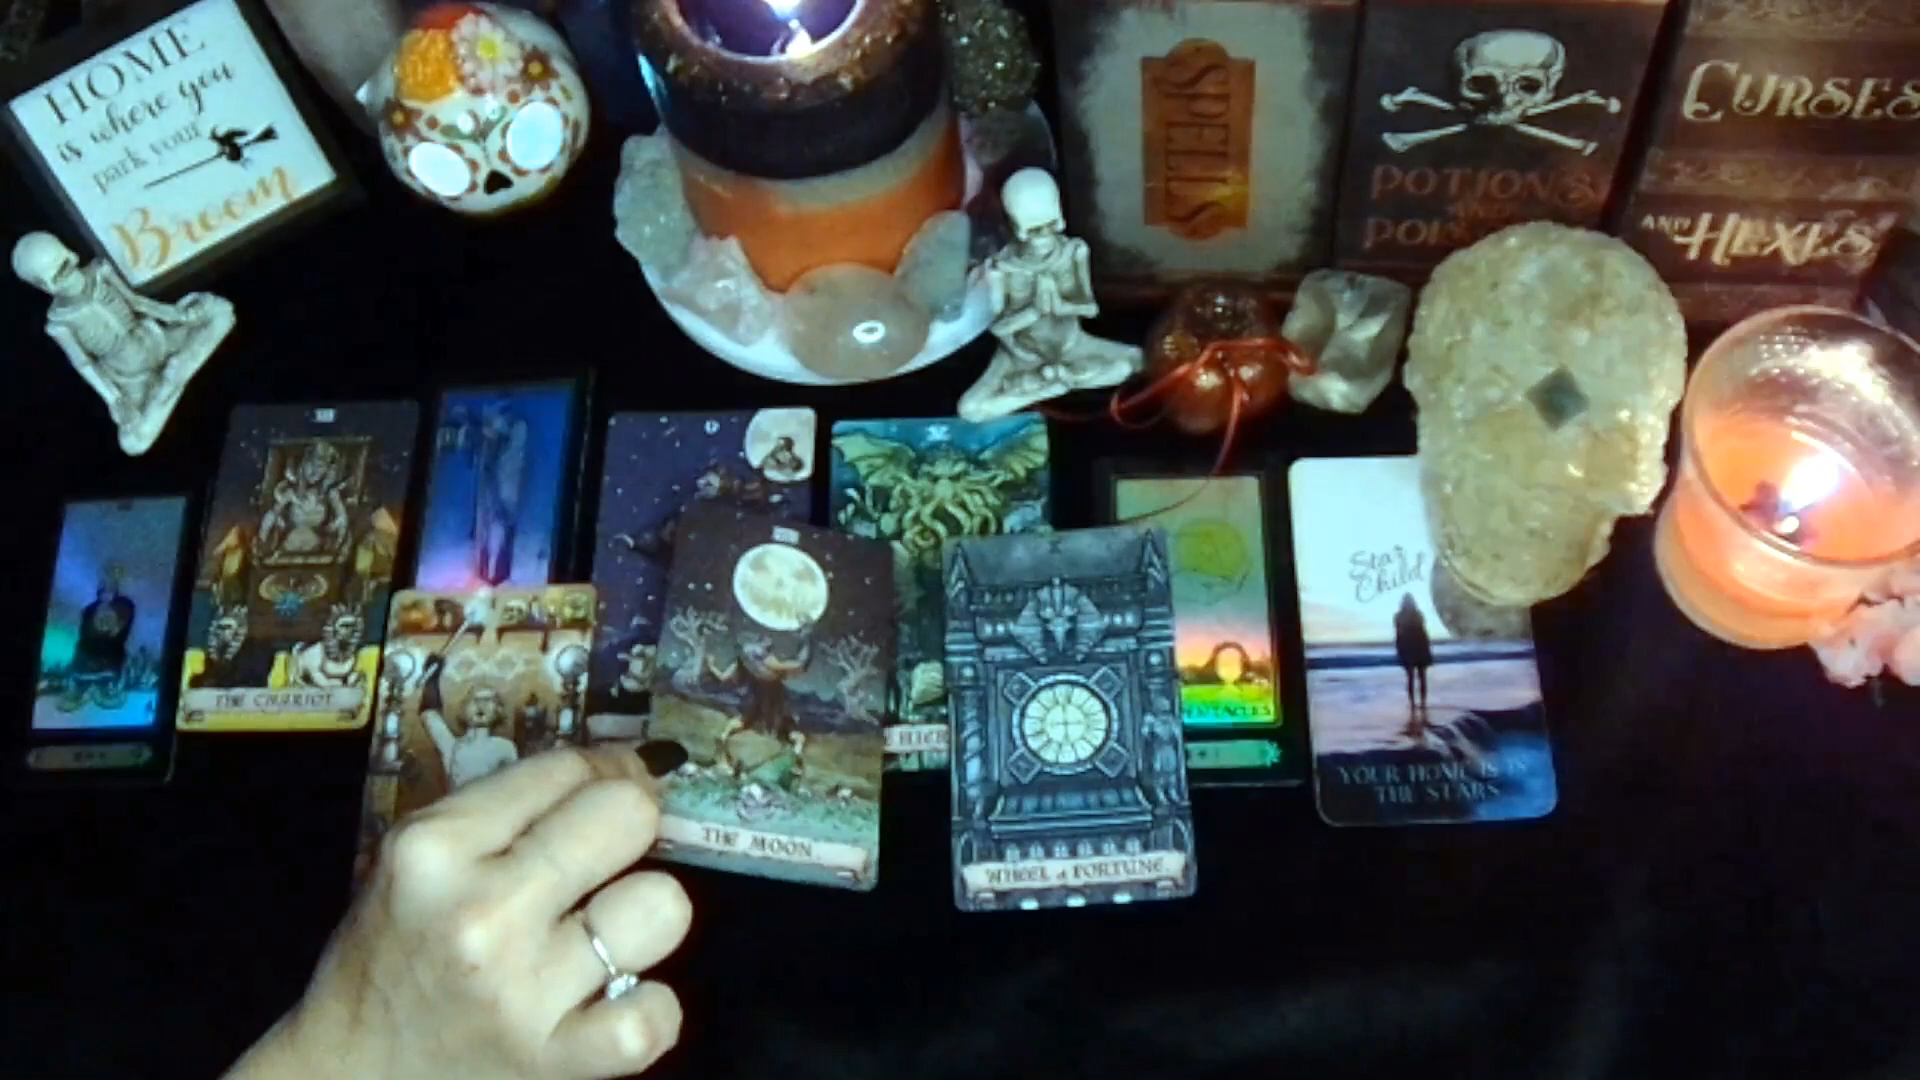 HOME
is where you
park your
Broom
SPELLS
POTIONS
AND
CURSES
AND HEXES
THE CHARIOT.
THE MOON.
WHEEL of FORTUNE.
PENTACLES
Star
Child
YOUR HOME IS IN
THE STARS